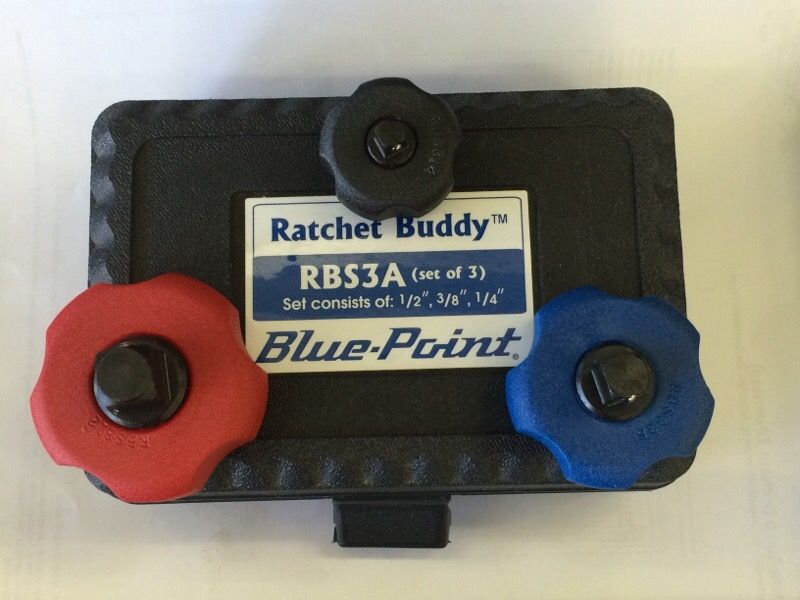 Ratchet Buddy™
RBS3A (set of 3)
Set consists of: 1/2", 3/8", 1/4"
Blue-Point®